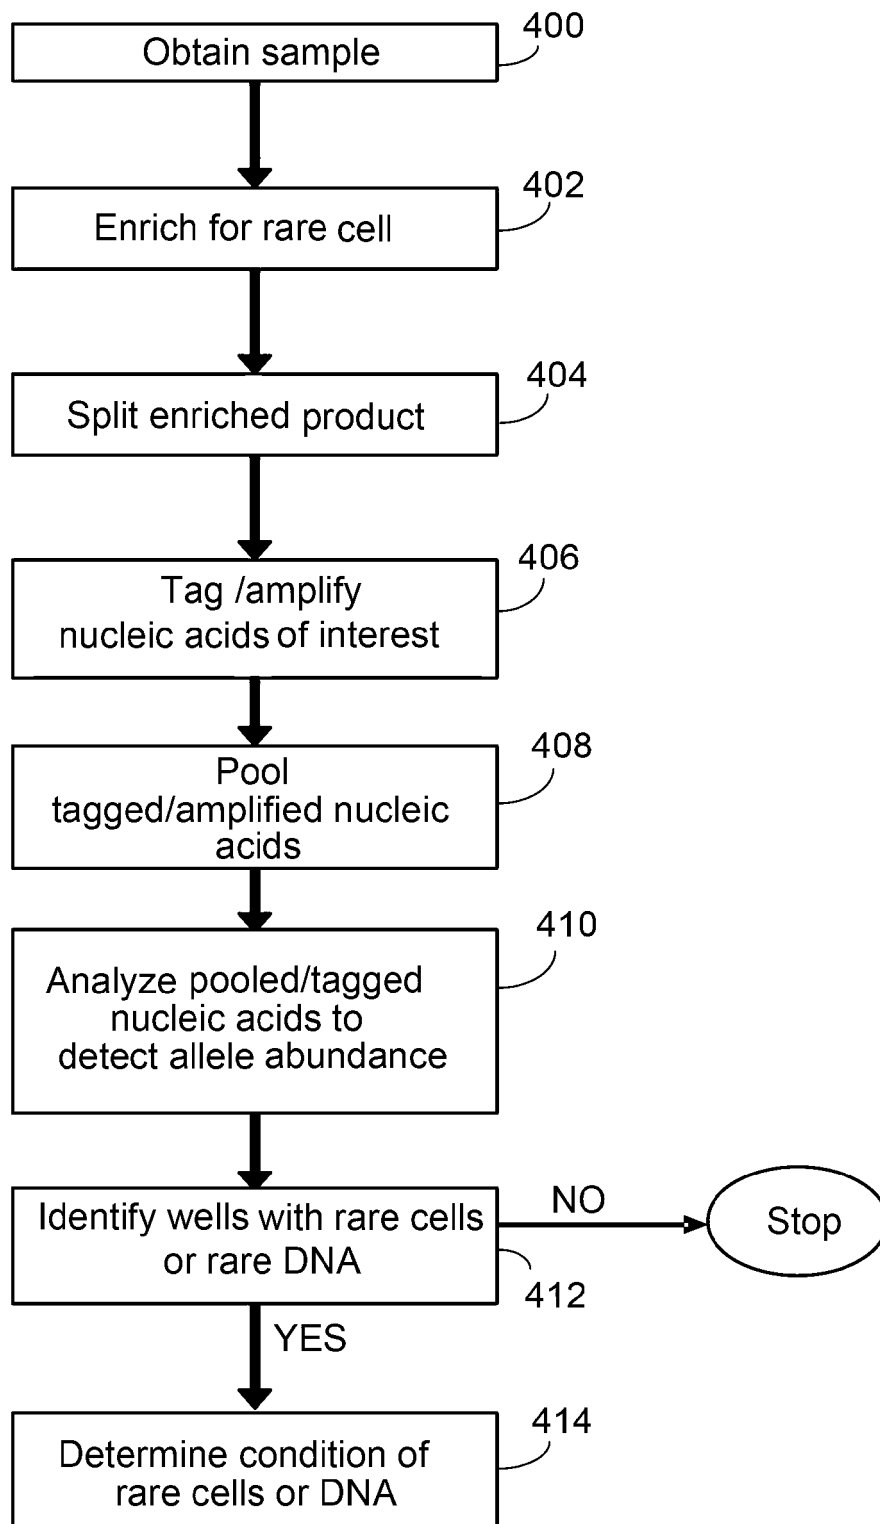 400
Obtain sample
402
Enrich for rare cell
404
Split enriched product
406
Tag /amplify
nucleic acids of interest
408
Pool
tagged/amplified nucleic
acids
410
Analyze pooled/tagged
nucleic acids to
detect allele abundance
Identify wells with rare cells
or rare DNA
NO
Stop
412
YES
414
Determine condition of
rare cells or DNA